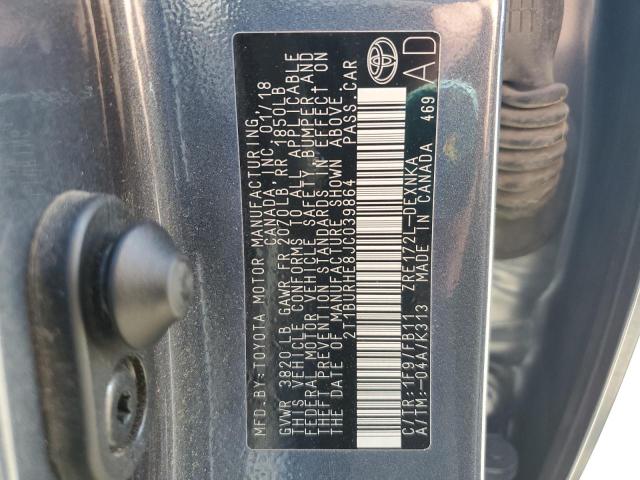 MFD.BY:TOYOTA MOTOR MANUFACTURING
CANADA,INC. 01/18
GVWR 3820LB GAWR-FR 2070LB,RR 1850LB
THIS VEHICLE CONFORMS TO ALL APPLICABLE
FEDERAL MOTOR VEHICLE SAFETY,BUMPER,AND
THEFT PREVENTION STANDARDS IN EFFECT ON
THE DATE OF MANUFACTURE SHOWN ABOVE.
2T1BURHE8JC039864 PASS.CAR
C/TR:1F9/FB11 ZRE172L-DEXNKA
A/TM:-04A/K313 MADE IN CANADA 469
AD